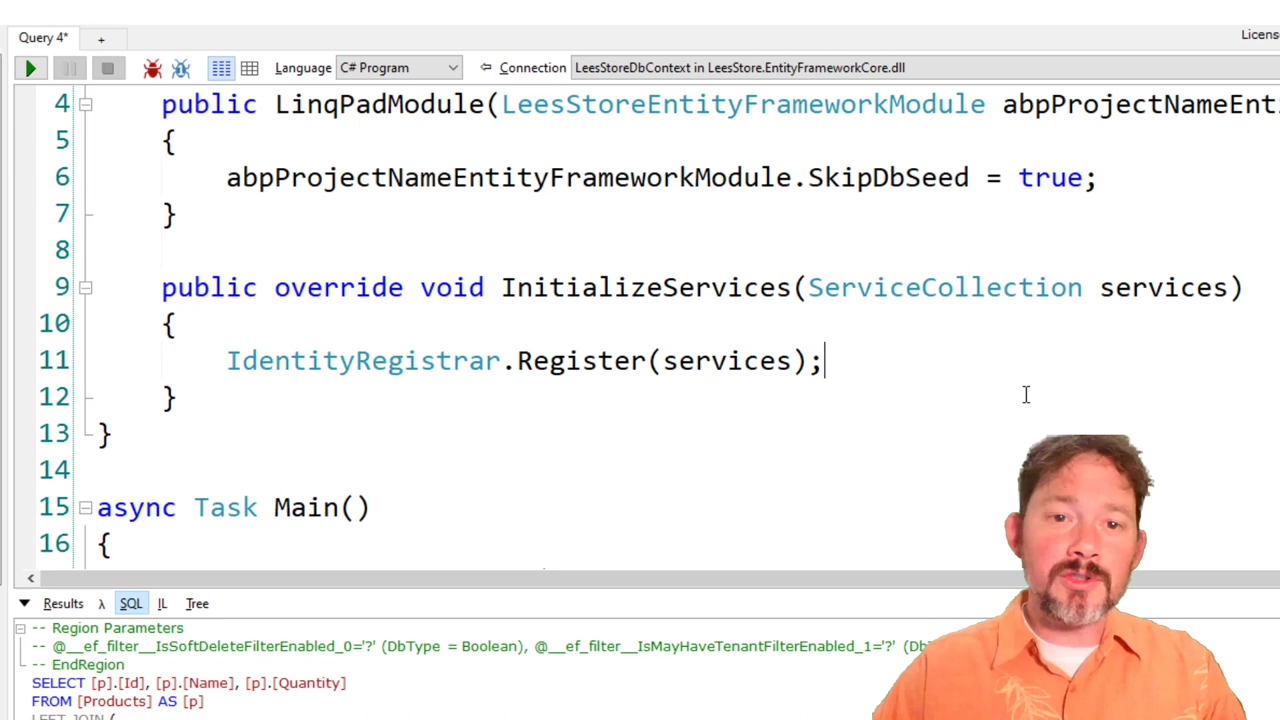 Query 4*
+
Licens
Language C# Program Connection LeesStoreDbContext in LeesStore.EntityFrameworkCore.dll
4 public LinqPadModule(LeesStoreEntityFrameworkModule abpProjectNameEnti
5 {
6 abpProjectNameEntityFrameworkModule.SkipDbSeed = true;
7 }
8
9 public override void InitializeServices(ServiceCollection services)
10 {
11 IdentityRegistrar.Register(services);
12 }
13 }
14
15 async Task Main()
16 {
Results λ SQL IL Tree
-- Region Parameters
-- @__ef_filter__IsSoftDeleteFilterEnabled_0='?' (DbType = Boolean), @__ef_filter__IsMayHaveTenantFilterEnabled_1='?' (DbT
-- EndRegion
SELECT [p].[Id], [p].[Name], [p].[Quantity]
FROM [Products] AS [p]
LEFT JOIN (